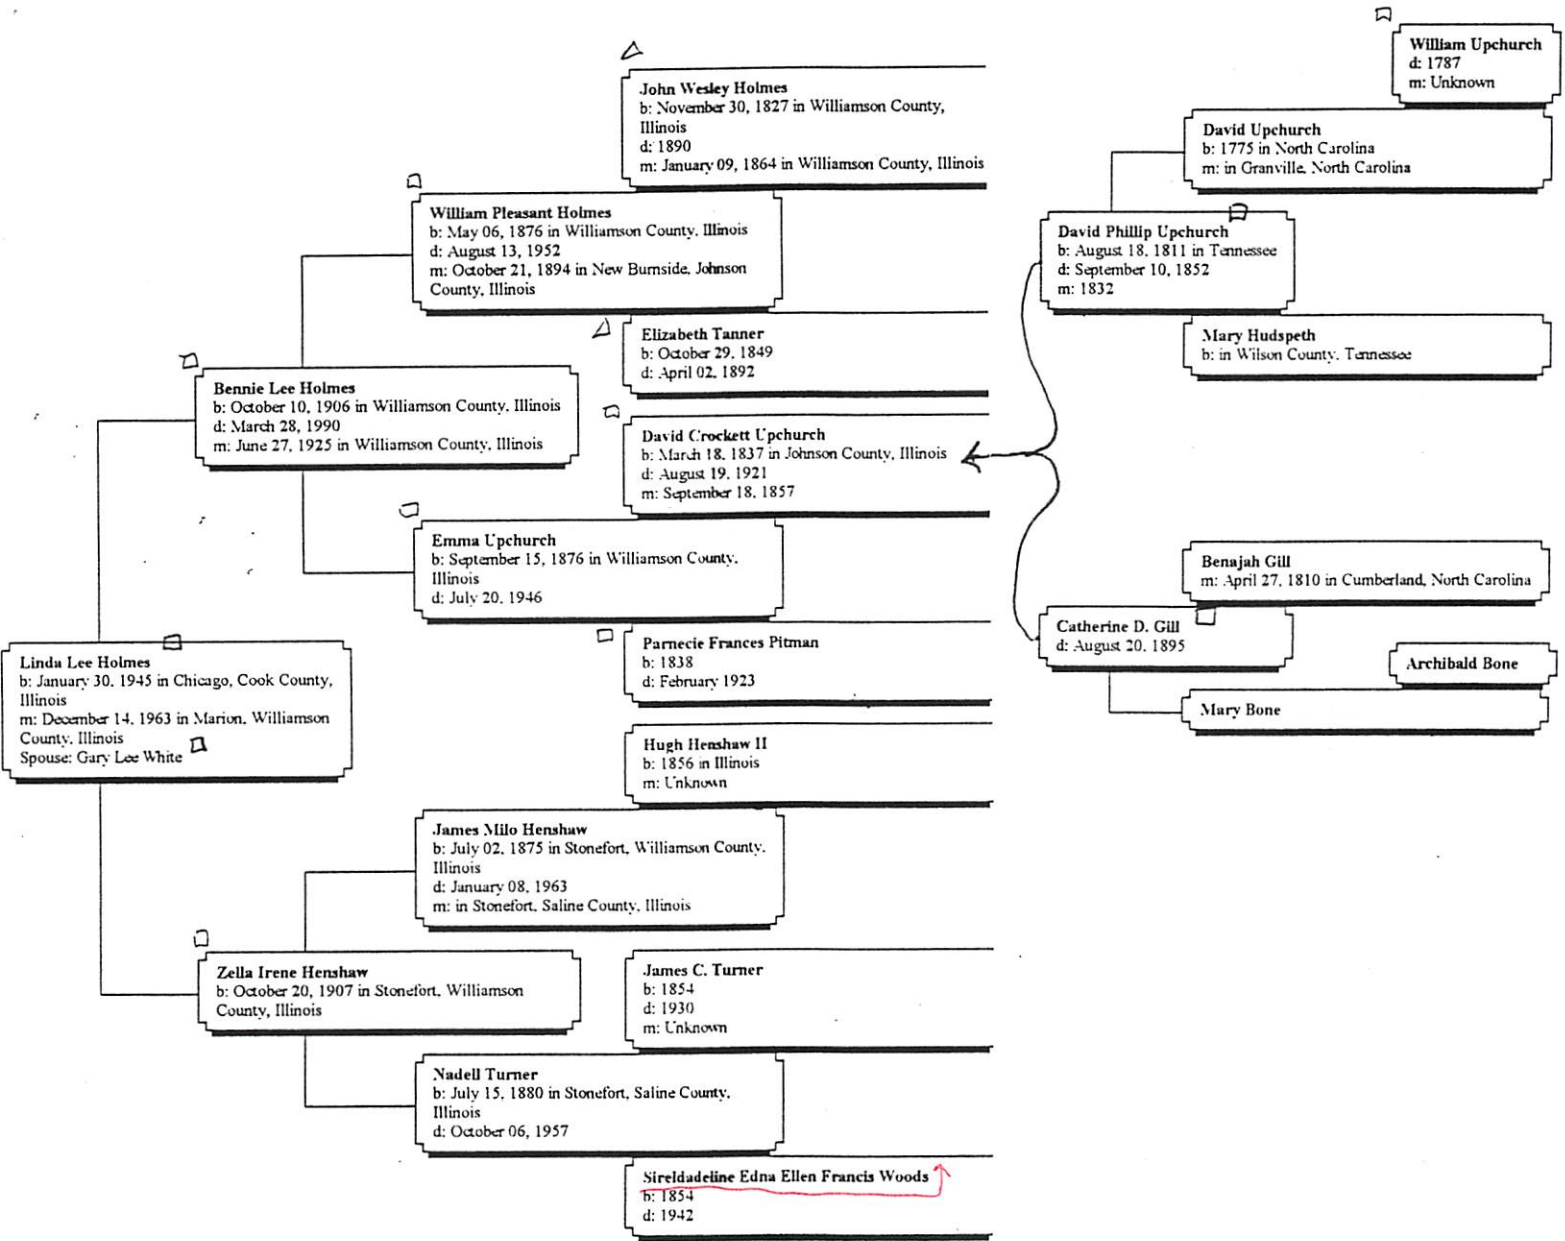 William Upchurch
d: 1787
m: Unknown
John Wesley Holmes
b: November 30, 1827 in Williamson County,
Illinois
d: 1890
m: January 09, 1864 in Williamson County, Illinois
David Upchurch
b: 1775 in North Carolina
m: in Granville, North Carolina
William Pleasant Holmes
b: May 06, 1876 in Williamson County, Illinois
d: August 13, 1952
m: October 21, 1894 in New Burnside, Johnson
County, Illinois
David Phillip Upchurch
b: August 18, 1811 in Tennessee
d: September 10, 1852
m: 1832
Elizabeth Tanner
b: October 29, 1849
d: April 02, 1892
Mary Hudspeth
b: in Wilson County, Tennessee
Bennie Lee Holmes
b: October 10, 1906 in Williamson County, Illinois
d: March 28, 1990
m: June 27, 1925 in Williamson County, Illinois
David Crockett Upchurch
b: March 18, 1837 in Johnson County, Illinois
d: August 19, 1921
m: September 18, 1857
Emma Upchurch
b: September 15, 1876 in Williamson County,
Illinois
d: July 20, 1946
Benajah Gill
m: April 27, 1810 in Cumberland, North Carolina
Catherine D. Gill
d: August 20, 1895
Parnecie Frances Pitman
b: 1838
d: February 1923
Archibald Bone
Mary Bone
Linda Lee Holmes
b: January 30, 1945 in Chicago, Cook County,
Illinois
m: December 14, 1963 in Marion, Williamson
County, Illinois
Spouse: Gary Lee White
Hugh Henshaw II
b: 1856 in Illinois
m: Unknown
James Milo Henshaw
b: July 02, 1875 in Stonefort, Williamson County,
Illinois
d: January 08, 1963
m: in Stonefort, Saline County, Illinois
Zella Irene Henshaw
b: October 20, 1907 in Stonefort, Williamson
County, Illinois
James C. Turner
b: 1854
d: 1930
m: Unknown
Nadell Turner
b: July 15, 1880 in Stonefort, Saline County,
Illinois
d: October 06, 1957
Sireldadeline Edna Ellen Francis Woods
b: 1854
d: 1942